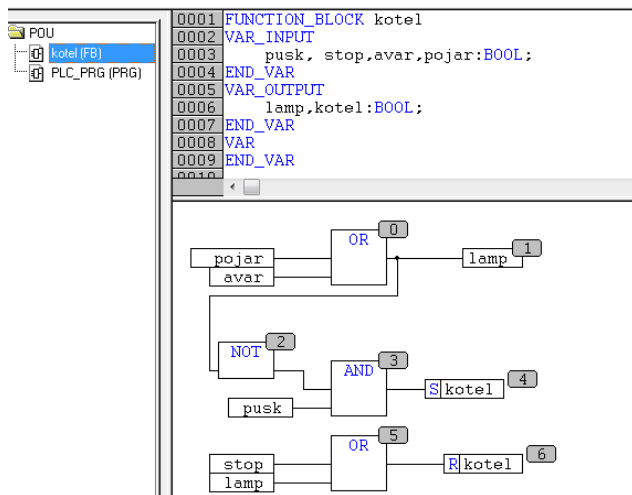 POU
kotel (FB)
PLC_PRG (PRG)
0001 FUNCTION_BLOCK kotel
0002 VAR_INPUT
0003 pusk, stop,avar,pojar:BOOL;
0004 END_VAR
0005 VAR_OUTPUT
0006 lamp,kotel:BOOL;
0007 END_VAR
0008 VAR
0009 END_VAR
0010
OR 0
pojar
avar
lamp 1
NOT 2
AND 3
pusk
S kotel 4
OR 5
stop
lamp
R kotel 6